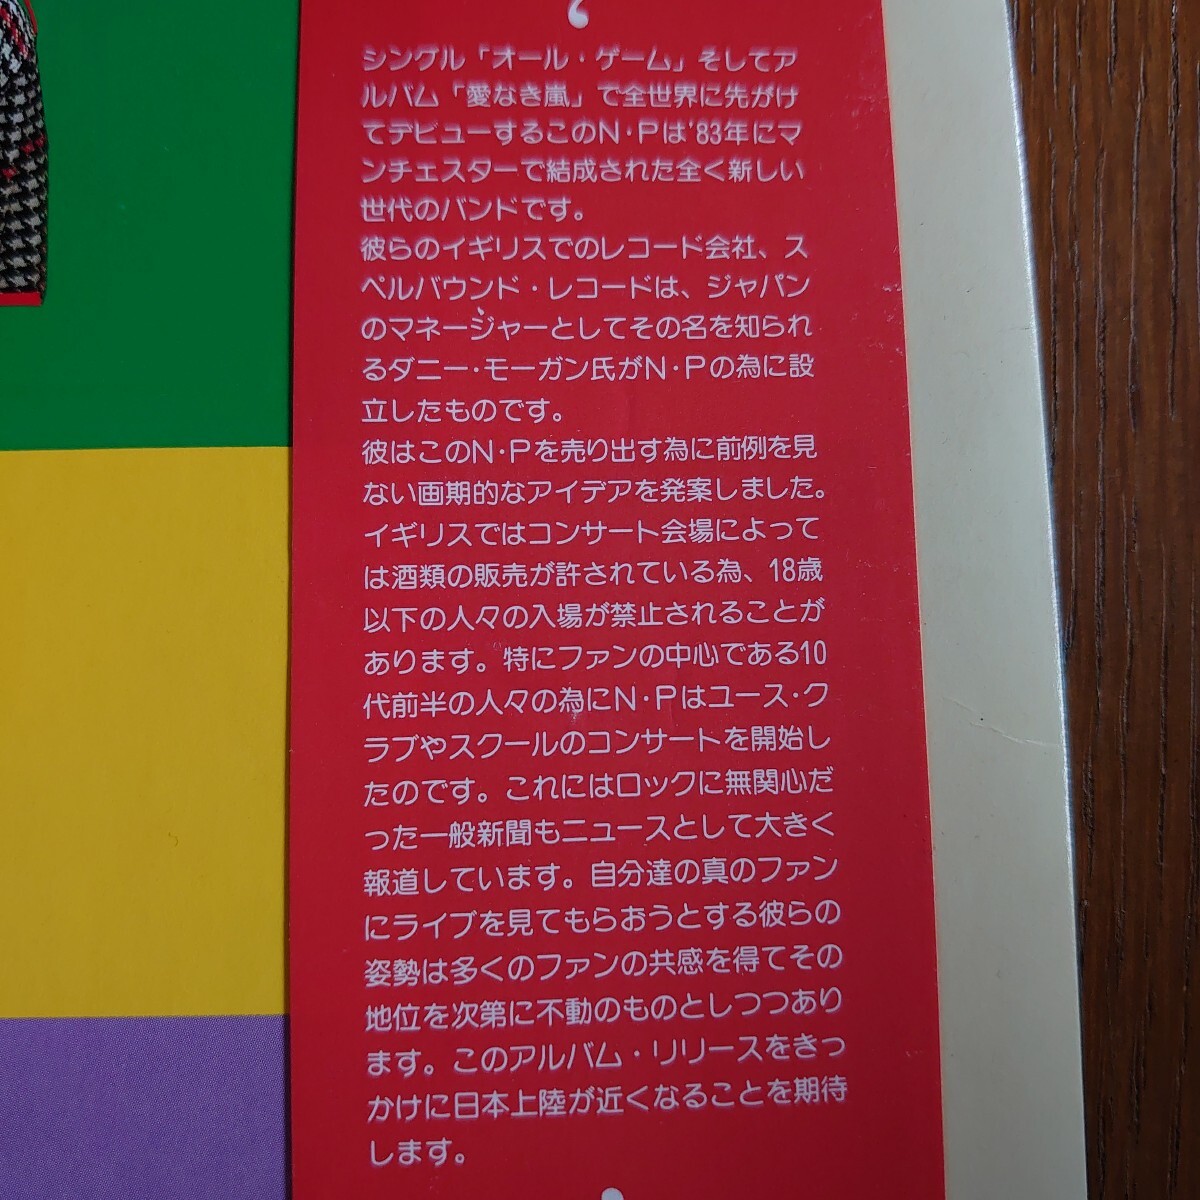 シングル「オール・ゲーム」そしてア
ルバム「愛なき嵐」で全世界に先がけ
てデビューするこのN・Pは'83年にマ
ンチェスターで結成された全く新しい
世代のバンドです。
彼らのイギリスでのレコード会社、ス
ペルバウンド・レコードは、ジャパン
のマネージャーとしてその名を知られ
るダニー・モーガン氏がN・Pの為に設
立したものです。
彼はこのN・Pを売り出す為に前例を見
ない画期的なアイデアを発案しました。
イギリスではコンサート会場によって
は酒類の販売が許されている為、18歳
以下の人々の入場が禁止されることが
あります。特にファンの中心である10
代前半の人々の為にN・Pはユース・ク
ラブやスクールのコンサートを開始し
たのです。これにはロックに無関心だ
った一般新聞もニュースとして大きく
報道しています。自分達の真のファン
にライブを見てもらおうとする彼らの
姿勢は多くのファンの共感を得てその
地位を次第に不動のものとしつつあり
ます。このアルバム・リリースをきっ
かけに日本上陸が近くなることを期待
します。